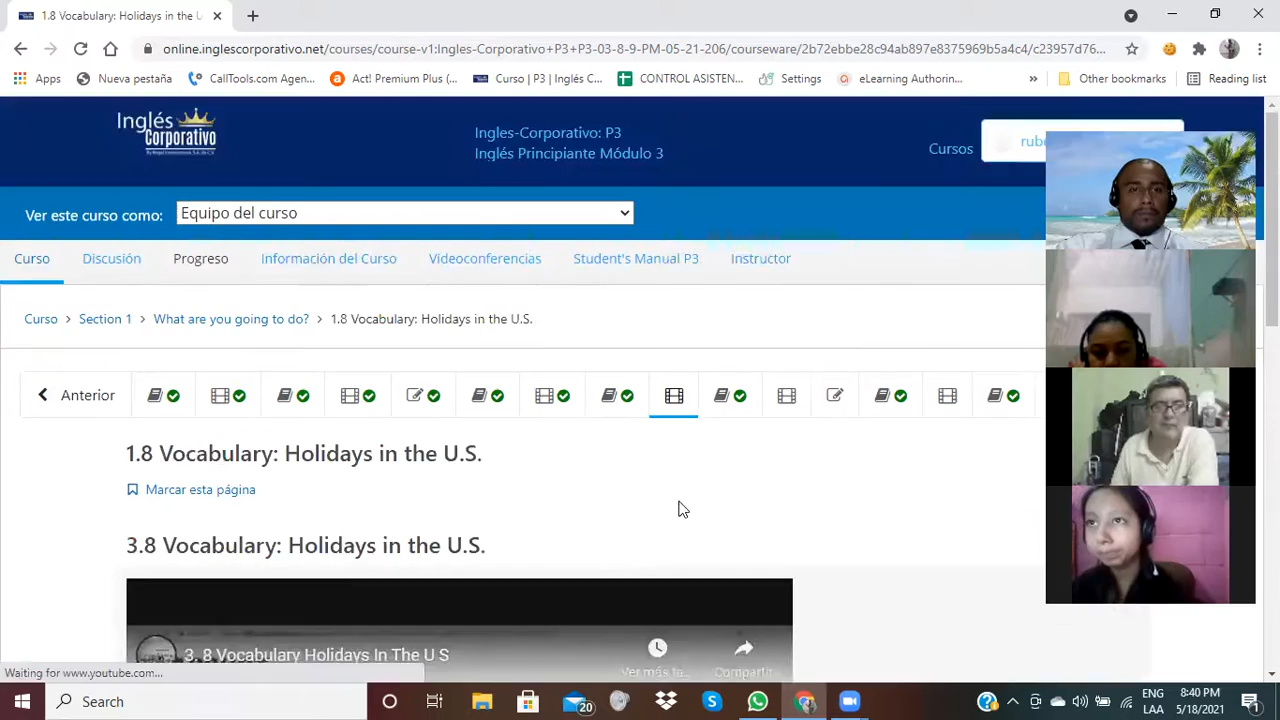 1.8 Vocabulary: Holidays in the U
online.inglescorporativo.net/courses/course-v1:Ingles-Corporativo+P3+P3-03-8-9-PM-05-21-206/courseware/2b72ebbe28c94ab897e8375969b5a4c4/c23957d76...
Apps Nueva pestaña CallTools.com Agen... Act! Premium Plus (... Curso | P3 | Inglés C... CONTROL ASISTEN... Settings eLearning Authorin... » Other bookmarks Reading list
Inglés
Corporativo
Ingles-Corporativo: P3
Inglés Principiante Módulo 3
Cursos
rube
Ver este curso como: Equipo del curso
Curso Discusión Progreso Información del Curso Videoconferencias Student's Manual P3 Instructor
Curso > Section 1 > What are you going to do? > 1.8 Vocabulary: Holidays in the U.S.
Anterior
1.8 Vocabulary: Holidays in the U.S.
Marcar esta página
3.8 Vocabulary: Holidays in the U.S.
3. 8 Vocabulary Holidays In The U S
Ver más ta...
Compartir
Waiting for www.youtube.com...
Search
20
ENG
LAA
8:40 PM
5/18/2021
1